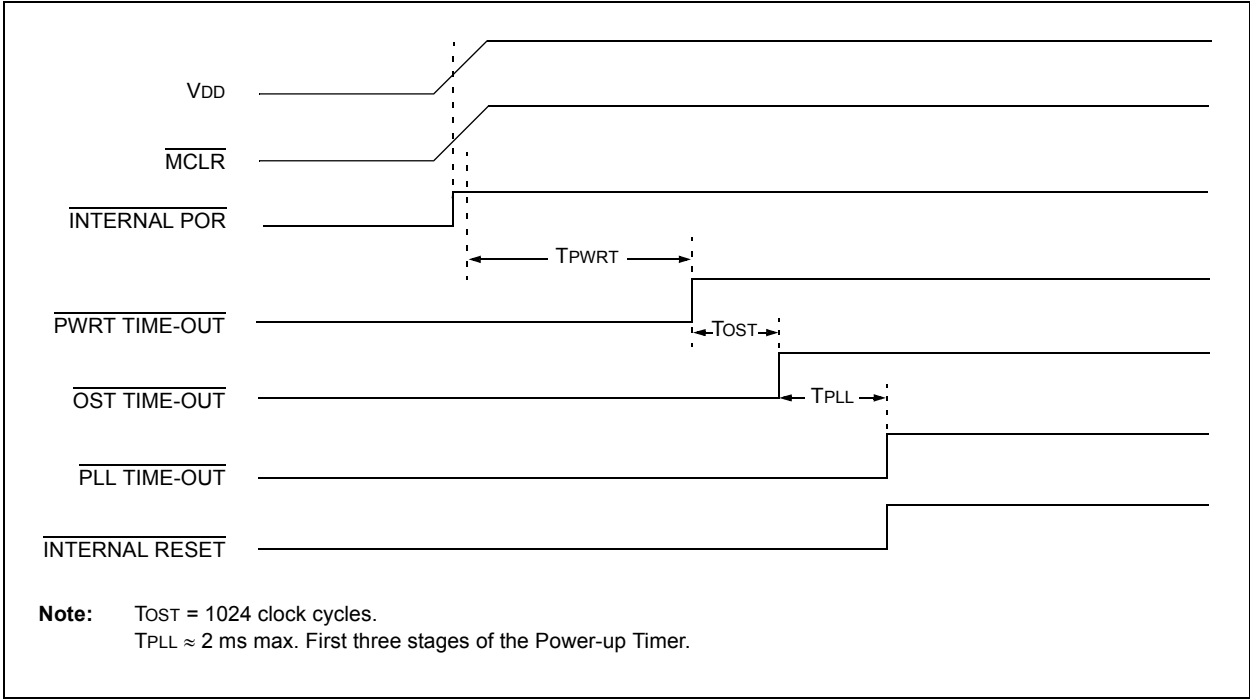 VDD
MCLR
INTERNAL POR
TPWRT
PWRT TIME-OUT
TOST
OST TIME-OUT
TPLL
PLL TIME-OUT
INTERNAL RESET
Note: TOST = 1024 clock cycles.
TPLL ≈ 2 ms max. First three stages of the Power-up Timer.